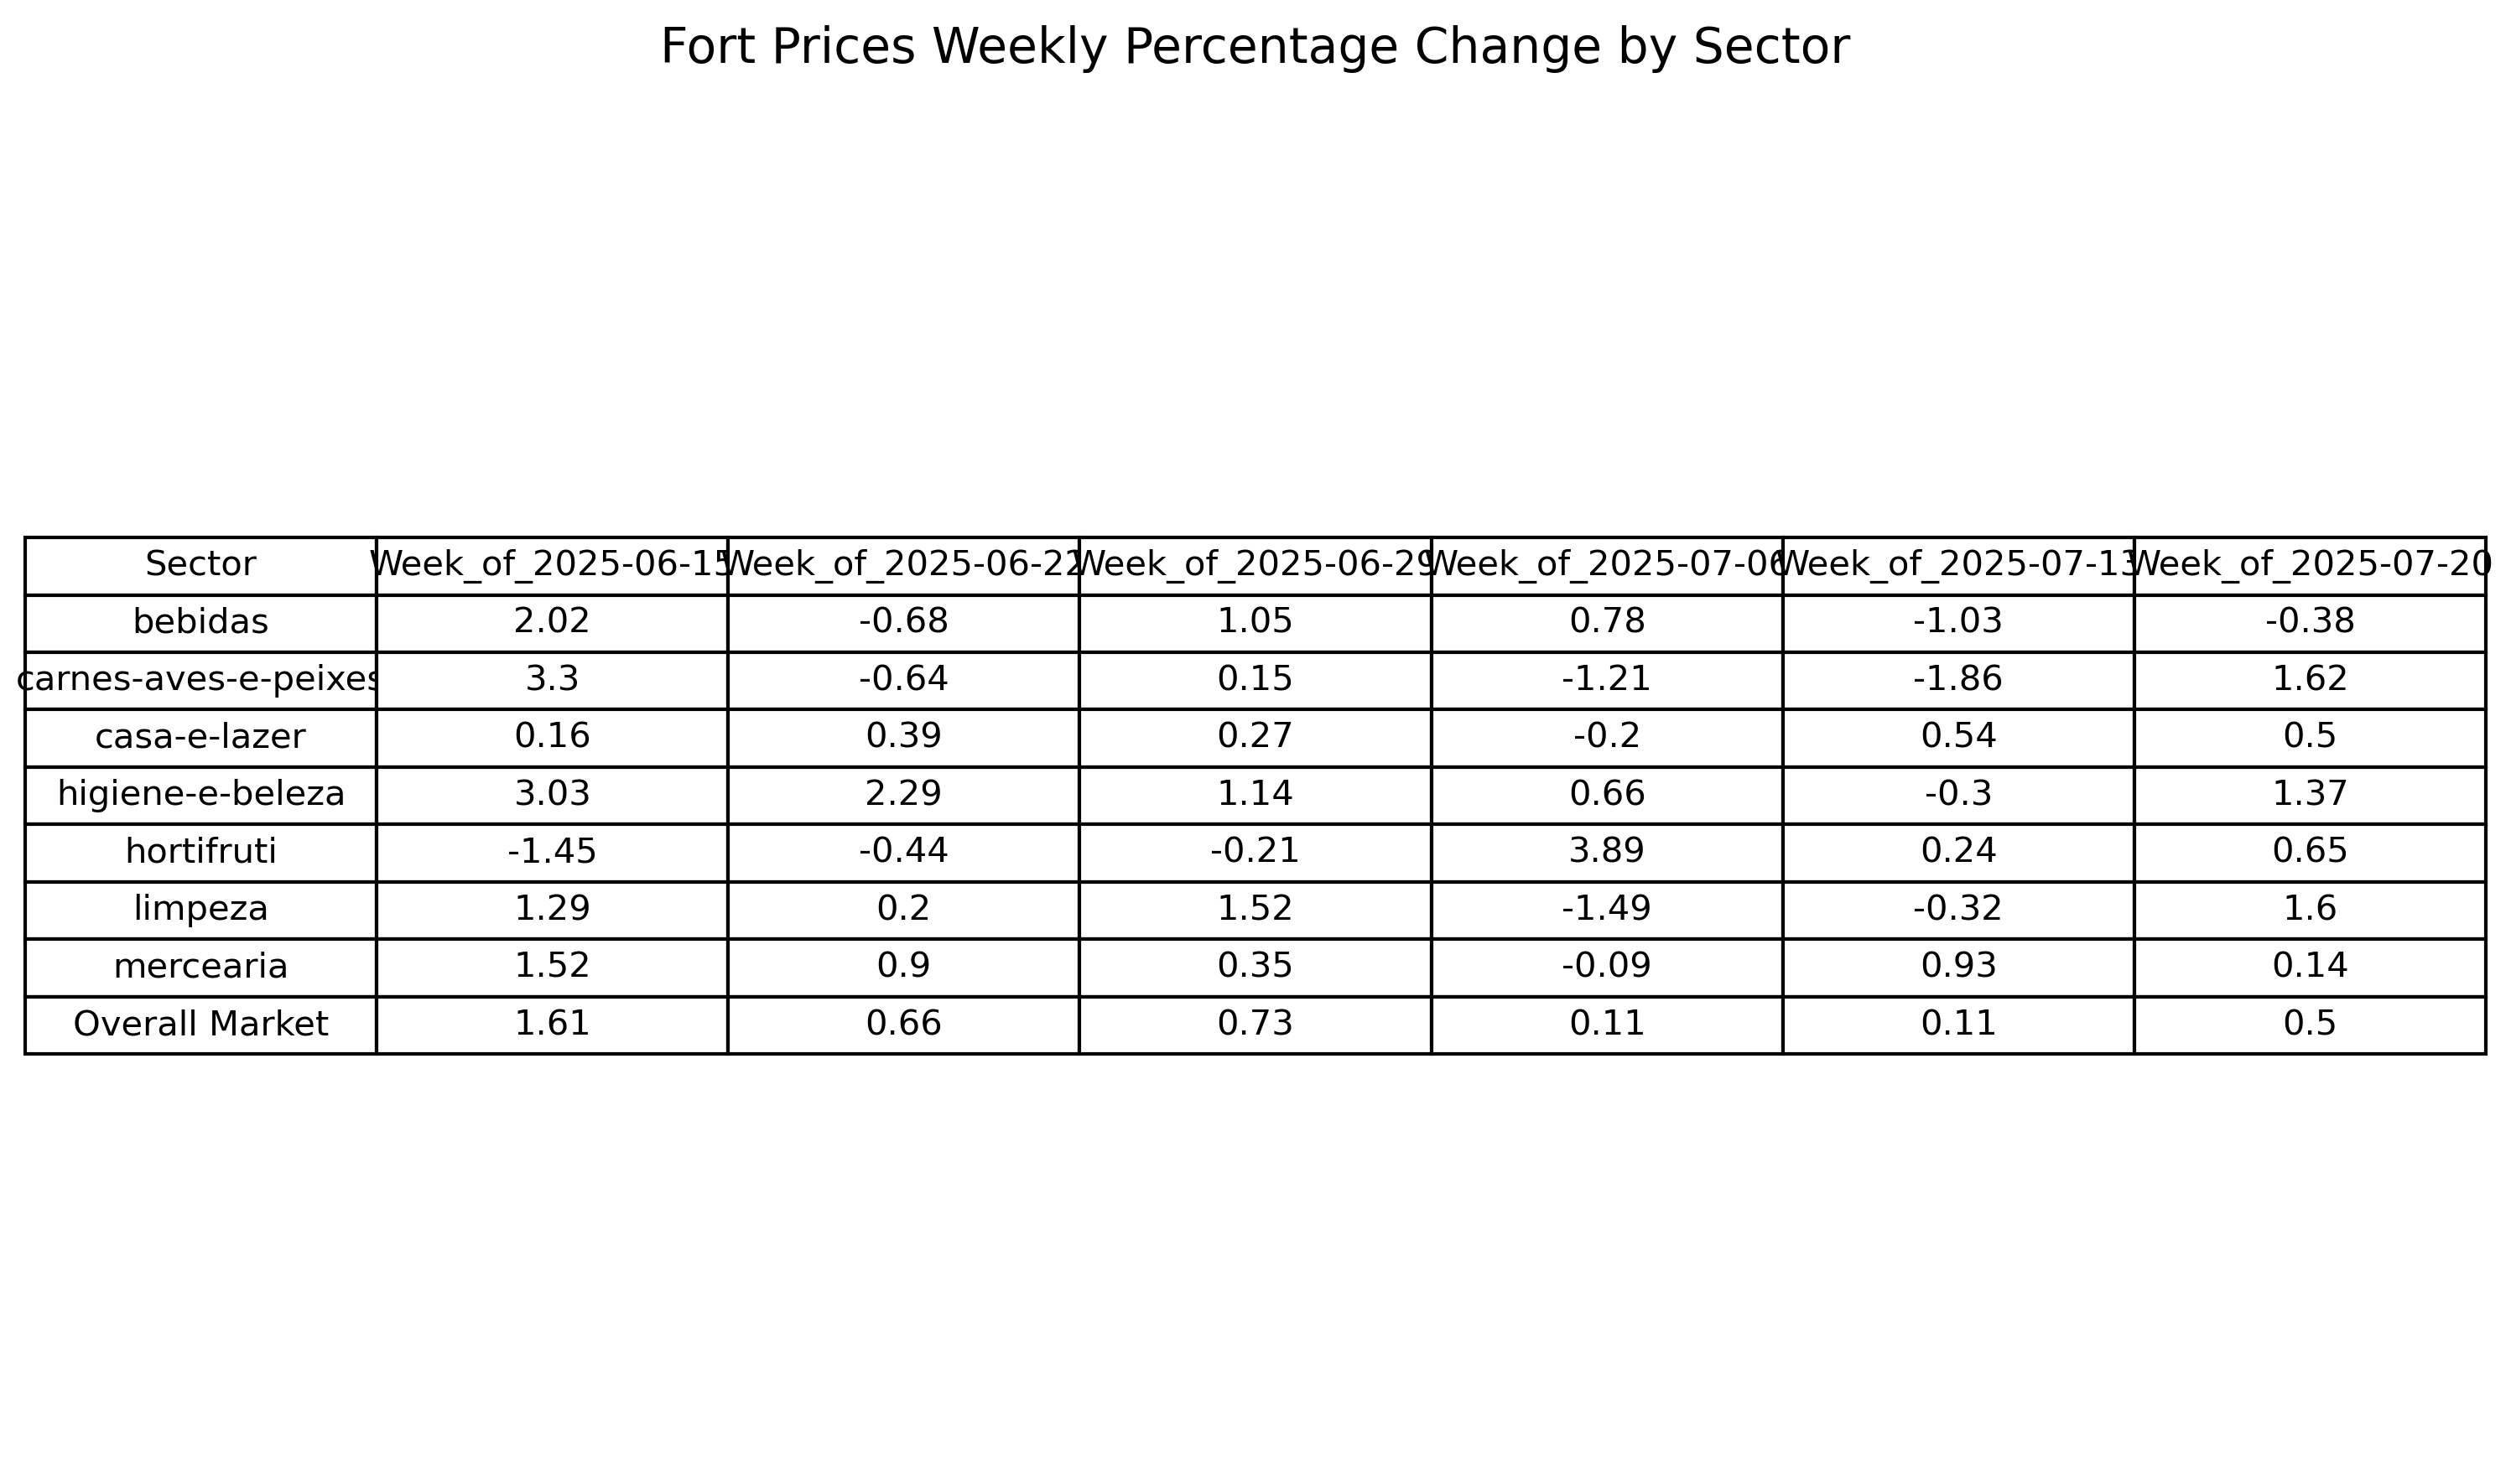 Fort Prices Weekly Percentage Change by Sector
Sector Week_of_2025-06-15 Week_of_2025-06-22 Week_of_2025-06-29 Week_of_2025-07-06 Week_of_2025-07-13 Week_of_2025-07-20
bebidas 2.02 -0.68 1.05 0.78 -1.03 -0.38
carnes-aves-e-peixes 3.3 -0.64 0.15 -1.21 -1.86 1.62
casa-e-lazer 0.16 0.39 0.27 -0.2 0.54 0.5
higiene-e-beleza 3.03 2.29 1.14 0.66 -0.3 1.37
hortifruti -1.45 -0.44 -0.21 3.89 0.24 0.65
limpeza 1.29 0.2 1.52 -1.49 -0.32 1.6
mercearia 1.52 0.9 0.35 -0.09 0.93 0.14
Overall Market 1.61 0.66 0.73 0.11 0.11 0.5